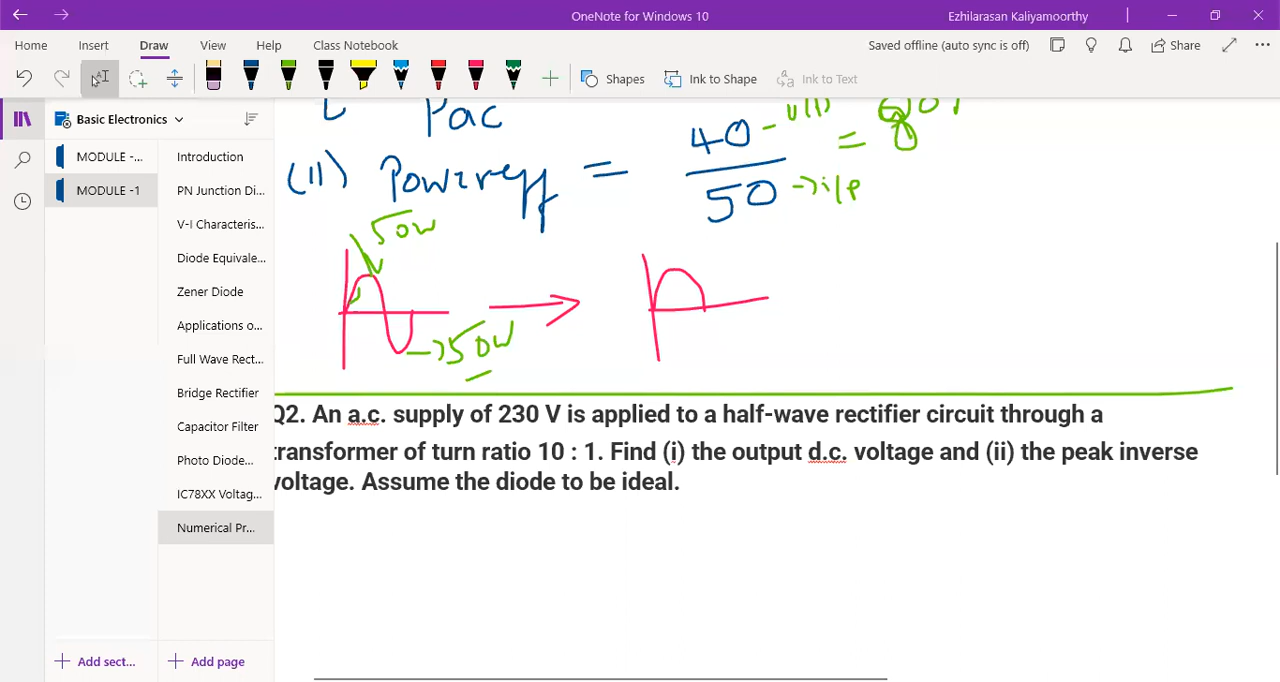 OneNote for Windows 10
Ezhilarasan Kaliyamoorthy
Home Insert Draw View Help Class Notebook
Saved offline (auto sync is off) Share
Shapes Ink to Shape Ink to Text
Basic Electronics
MODULE -...
MODULE -1
Introduction
PN Junction Di...
V-I Characteris...
Diode Equivale...
Zener Diode
Applications o...
Full Wave Rect...
Bridge Rectifier
Capacitor Filter
Photo Diode...
IC78XX Voltag...
Numerical Pr...
Add sect...
Add page
Pac
(ii) Power eff = 40
50 → i/p
50w
→ 50w
Q2. An a.c. supply of 230 V is applied to a half-wave rectifier circuit through a
transformer of turn ratio 10 : 1. Find (i) the output d.c. voltage and (ii) the peak inverse
voltage. Assume the diode to be ideal.